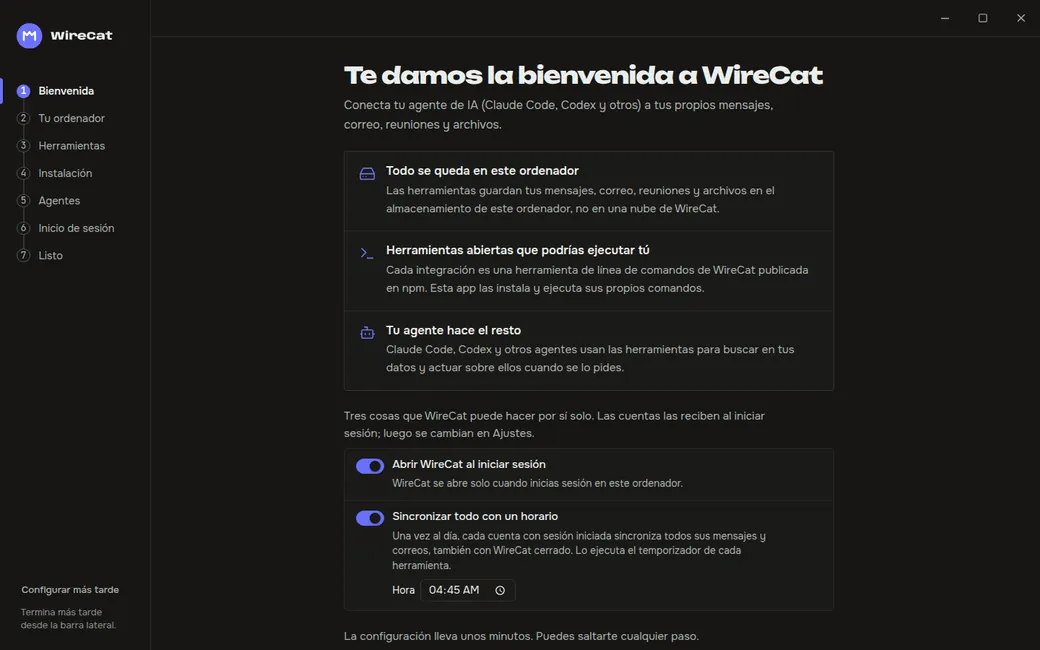 WireCat
1 Bienvenida
2 Tu ordenador
3 Herramientas
4 Instalación
5 Agentes
6 Inicio de sesión
7 Listo
Configurar más tarde
Termina más tarde
desde la barra lateral.
Te damos la bienvenida a WireCat
Conecta tu agente de IA (Claude Code, Codex y otros) a tus propios mensajes,
correo, reuniones y archivos.
Todo se queda en este ordenador
Las herramientas guardan tus mensajes, correo, reuniones y archivos en el
almacenamiento de este ordenador, no en una nube de WireCat.
Herramientas abiertas que podrías ejecutar tú
Cada integración es una herramienta de línea de comandos de WireCat publicada
en npm. Esta app las instala y ejecuta sus propios comandos.
Tu agente hace el resto
Claude Code, Codex y otros agentes usan las herramientas para buscar en tus
datos y actuar sobre ellos cuando se lo pides.
Tres cosas que WireCat puede hacer por sí solo. Las cuentas las reciben al iniciar
sesión; luego se cambian en Ajustes.
Abrir WireCat al iniciar sesión
WireCat se abre solo cuando inicias sesión en este ordenador.
Sincronizar todo con un horario
Una vez al día, cada cuenta con sesión iniciada sincroniza todos sus mensajes y
correos, también con WireCat cerrado. Lo ejecuta el temporizador de cada
herramienta.
Hora 04:45 AM
La configuración lleva unos minutos. Puedes saltarte cualquier paso.